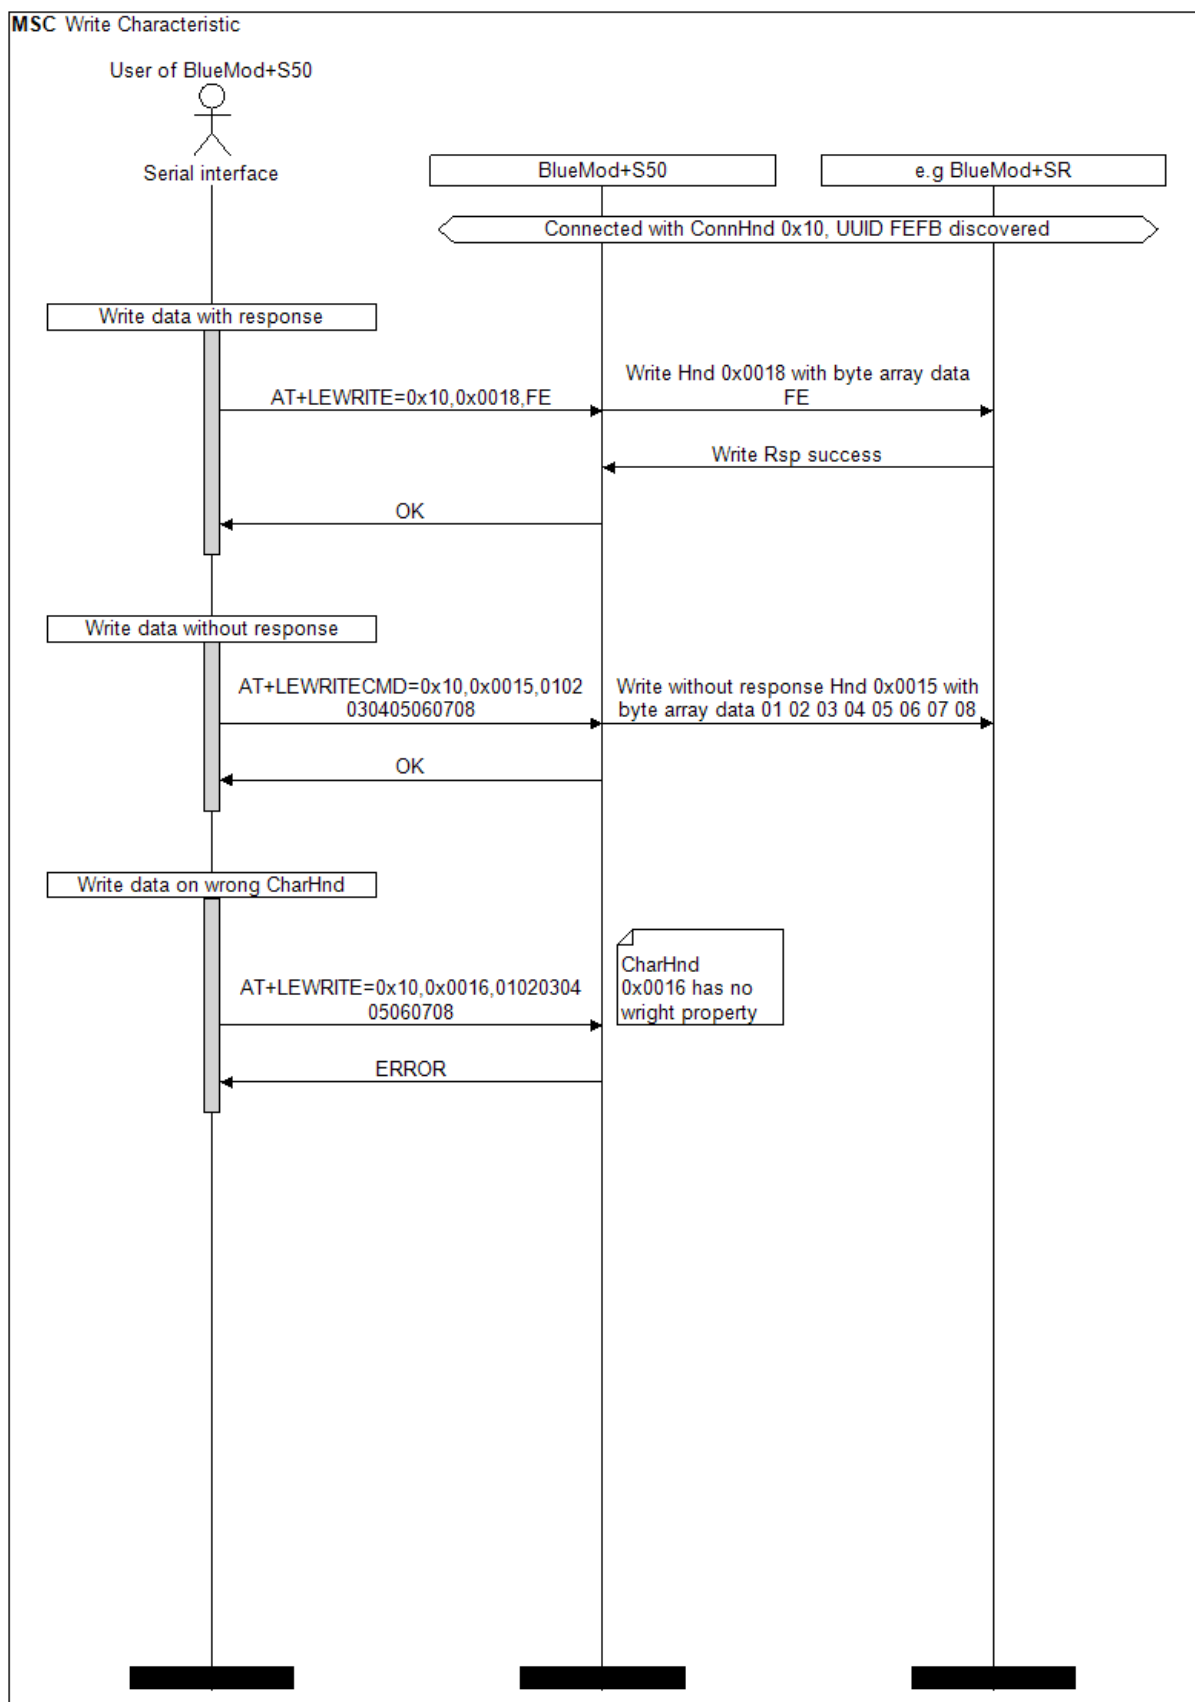 MSC Write Characteristic
User of BlueMod+S50
Serial interface
BlueMod+S50
e.g BlueMod+SR
Connected with ConnHnd 0x10, UUID FEFB discovered
Write data with response
AT+LEWRITE=0x10,0x0018,FE
Write Hnd 0x0018 with byte array data
FE
Write Rsp success
OK
Write data without response
AT+LEWRITECMD=0x10,0x0015,0102
030405060708
Write without response Hnd 0x0015 with
byte array data 01 02 03 04 05 06 07 08
OK
Write data on wrong CharHnd
AT+LEWRITE=0x10,0x0016,01020304
05060708
CharHnd
0x0016 has no
wright property
ERROR